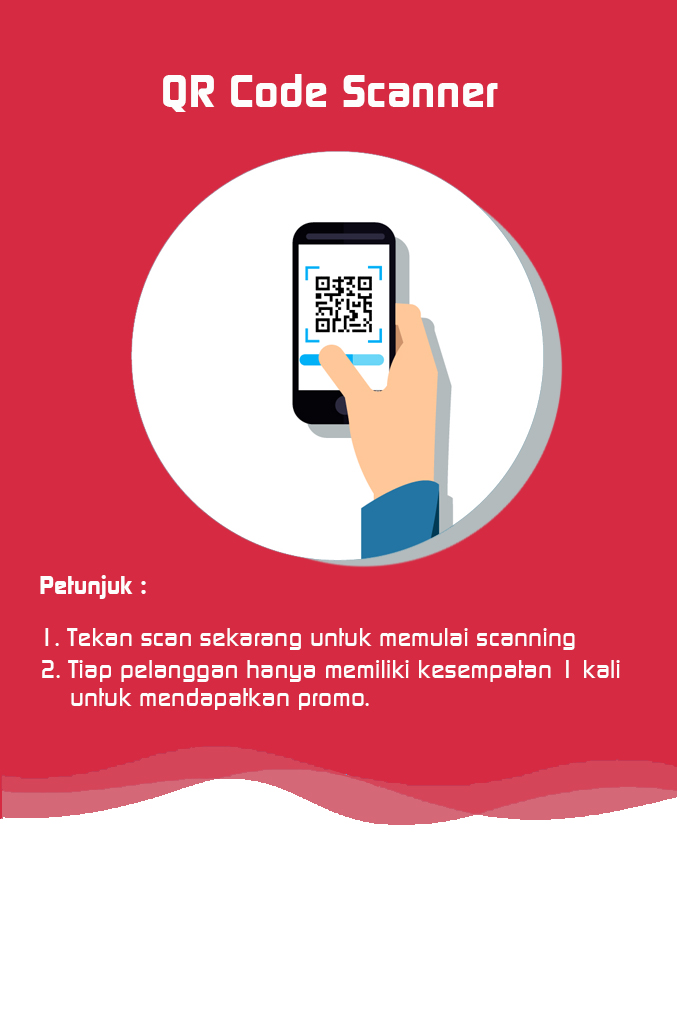 QR Code Scanner
Petunjuk :
1. Tekan scan sekarang untuk memulai scanning
2. Tiap pelanggan hanya memiliki kesempatan 1 kali
untuk mendapatkan promo.